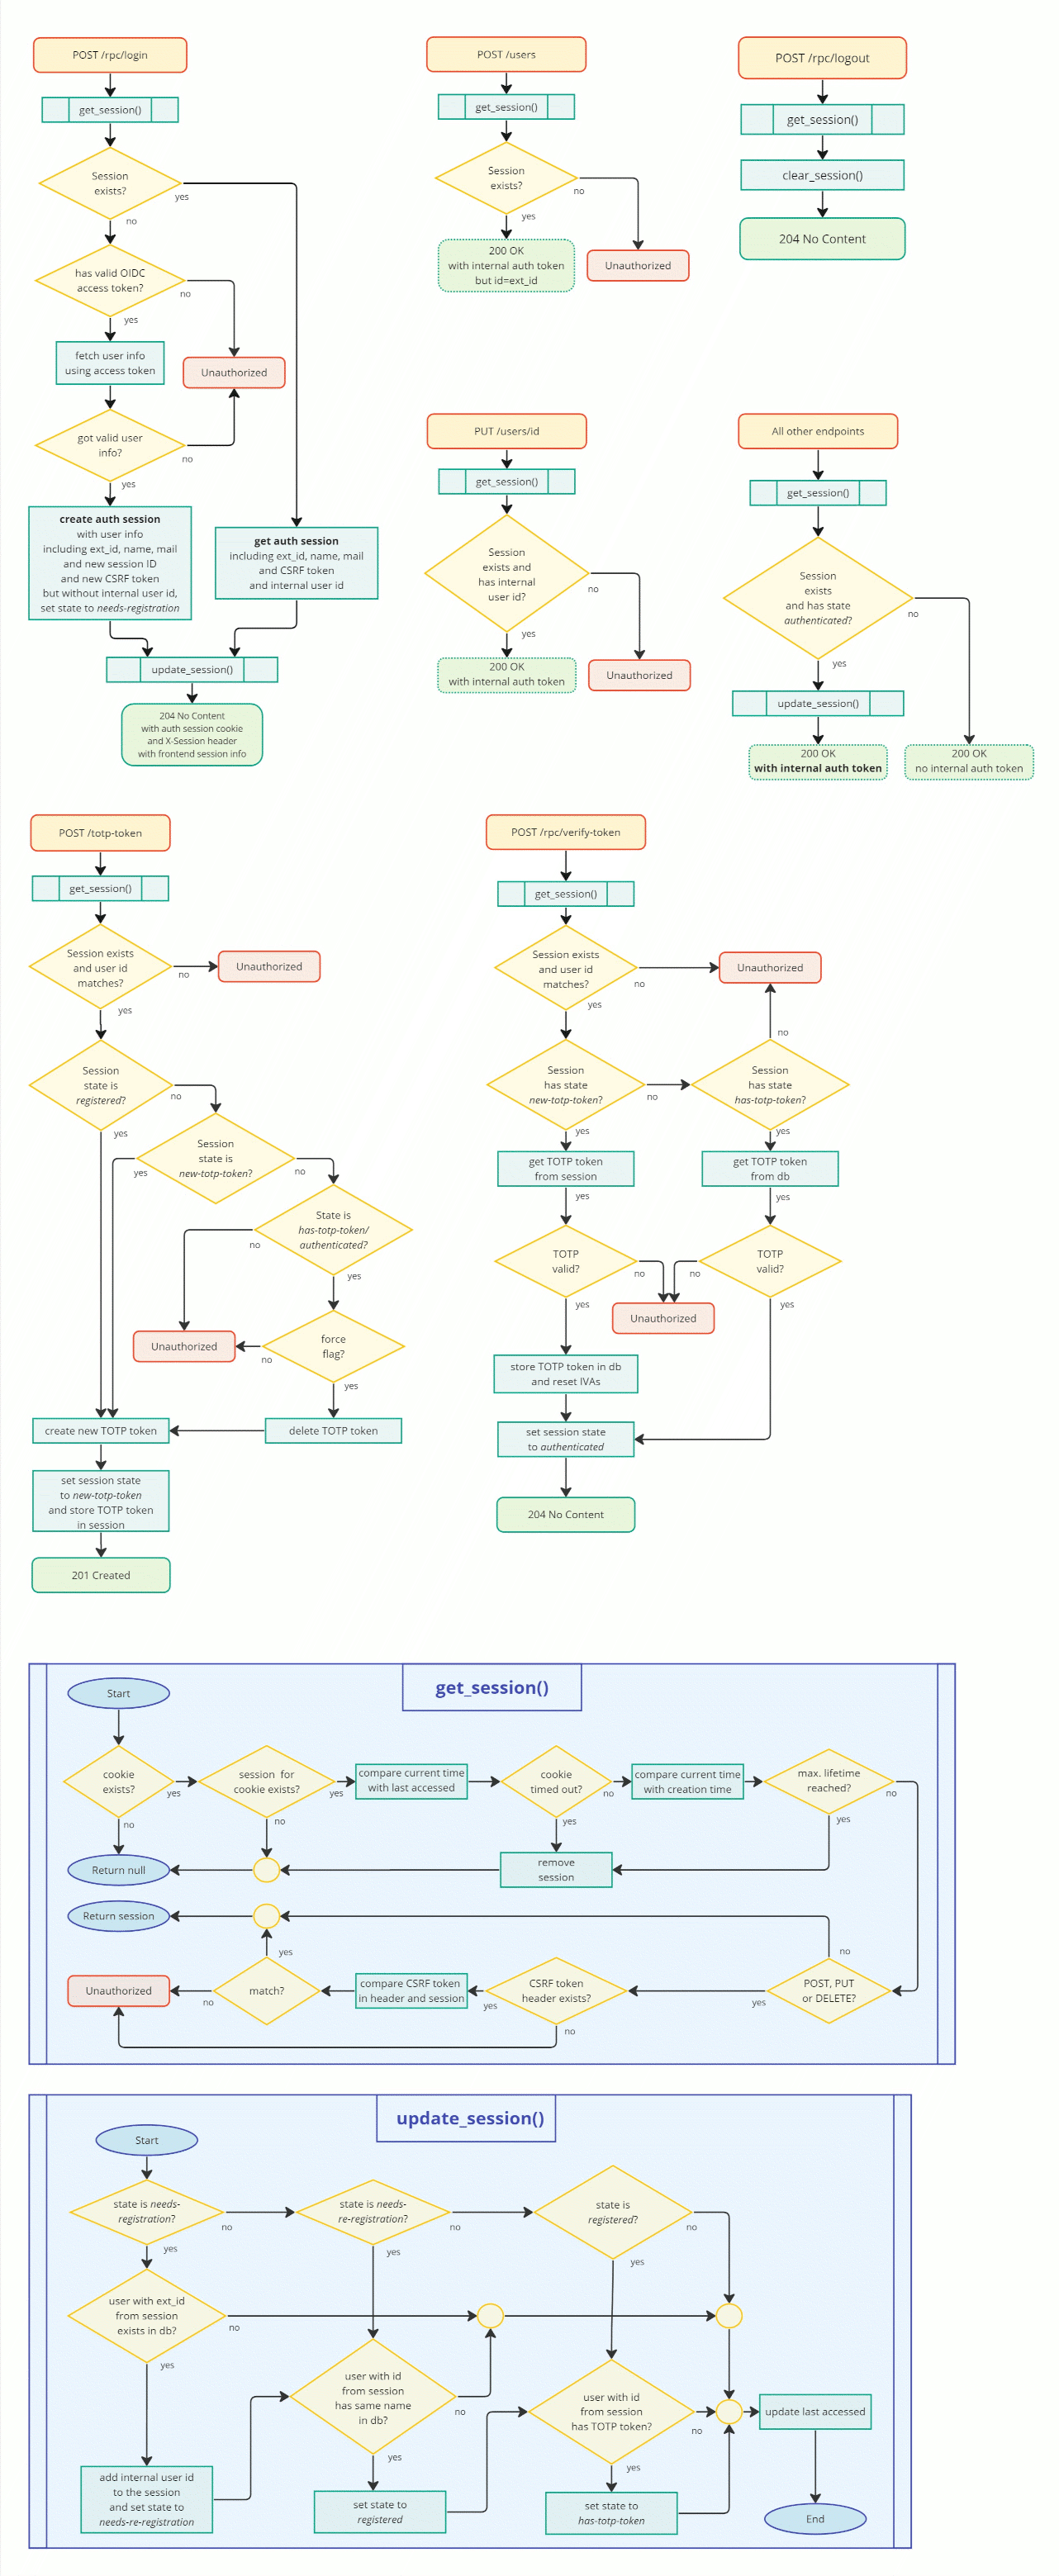 POST /rpc/login
get_session()
Session
exists?
yes
no
has valid OIDC
access token?
no
yes
fetch user info
using access token
Unauthorized
got valid user
info?
no
yes
create auth session
with user info
including ext_id, name, mail
and new session ID
and new CSRF token
but without internal user id,
set state to needs-registration
get auth session
including ext_id, name, mail
and CSRF token
and internal user id
update_session()
204 No Content
with auth session cookie
and X-Session header
with frontend session info
POST /users
get_session()
Session
exists?
no
yes
200 OK
with internal auth token
but id=ext_id
Unauthorized
POST /rpc/logout
get_session()
clear_session()
204 No Content
PUT /users/id
get_session()
Session
exists and
has internal
user id?
no
yes
200 OK
with internal auth token
Unauthorized
All other endpoints
get_session()
Session
exists
and has state
authenticated?
no
yes
update_session()
200 OK
with internal auth token
200 OK
no internal auth token
POST /totp-token
get_session()
Session exists
and user id
matches?
no
Unauthorized
yes
Session
state is
registered?
no
yes
Session
state is
new-totp-token?
yes
no
State is
has-totp-token/
authenticated?
no
yes
force
flag?
Unauthorized
no
yes
create new TOTP token
delete TOTP token
set session state
to new-totp-token
and store TOTP token
in session
201 Created
POST /rpc/verify-token
get_session()
Session exists
and user id
matches?
no
Unauthorized
yes
no
Session
has state
new-totp-token?
no
Session
has state
has-totp-token?
yes
yes
get TOTP token
from session
get TOTP token
from db
yes
yes
TOTP
valid?
no
no
TOTP
valid?
yes
yes
Unauthorized
store TOTP token in db
and reset IVAs
set session state
to authenticated
204 No Content
get_session()
Start
cookie
exists?
yes
session for
cookie exists?
yes
compare current time
with last accessed
cookie
timed out?
no
compare current time
with creation time
max. lifetime
reached?
no
no
no
yes
yes
Return null
remove
session
Return session
yes
no
Unauthorized
no
match?
compare CSRF token
in header and session
yes
CSRF token
header exists?
yes
POST, PUT
or DELETE?
no
update_session()
Start
state is needs-
registration?
no
state is needs-
re-registration?
no
state is
registered?
no
yes
yes
yes
user with ext_id
from session
exists in db?
no
yes
user with id
from session
has same name
in db?
no
yes
user with id
from session
has TOTP token?
no
yes
update last accessed
add internal user id
to the session
and set state to
needs-re-registration
set state to
registered
set state to
has-totp-token
End